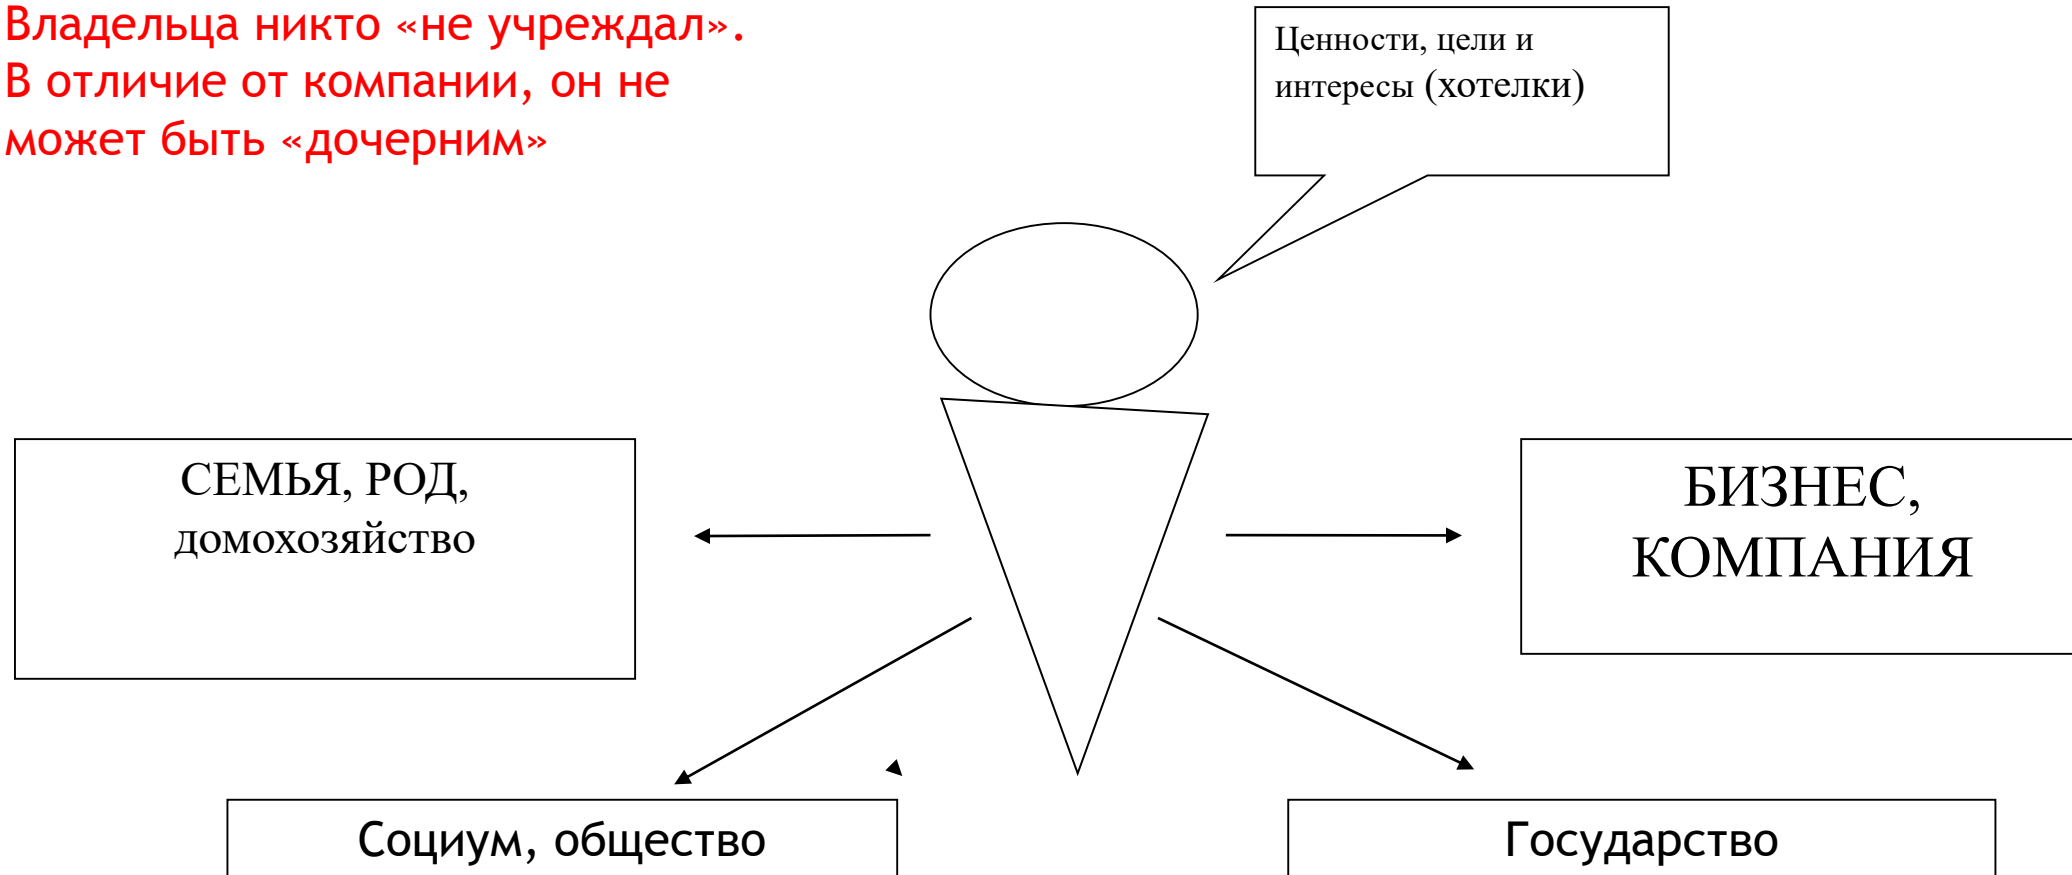 Владельца никто «не учреждал».
В отличие от компании, он не
может быть «дочерним»
Ценности, цели и
интересы (хотелки)
СЕМЬЯ, РОД,
домохозяйство
БИЗНЕС,
КОМПАНИЯ
Социум, общество
Государство